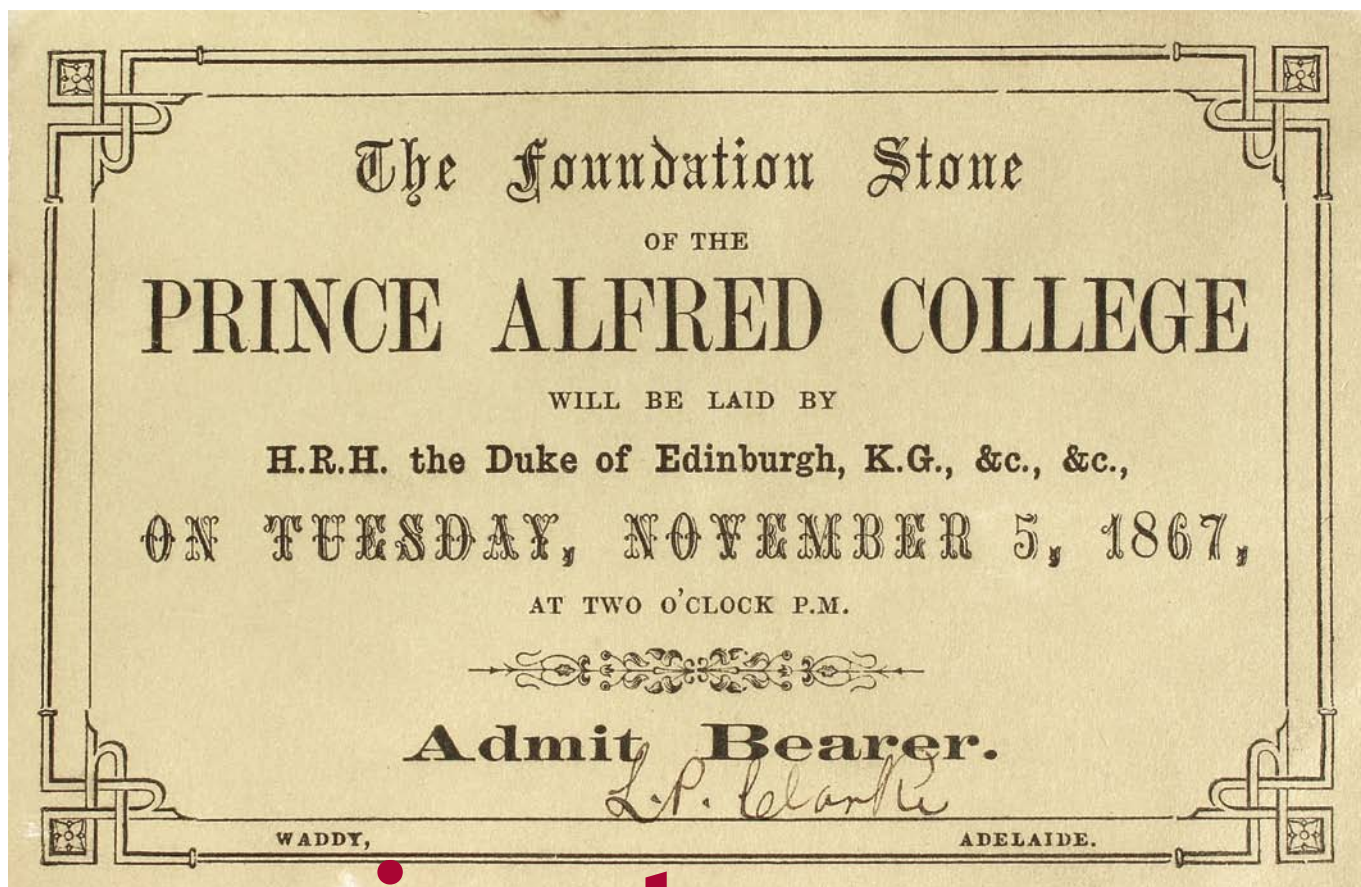 The Foundation Stone
OF THE
PRINCE ALFRED COLLEGE
WILL BE LAID BY
H.R.H. the Duke of Edinburgh, K.G., &c., &c.,
ON TUESDAY, NOVEMBER 5, 1867,
AT TWO O'CLOCK P.M.
Admit Bearer.
L.P. Clarke
WADDY, ADELAIDE.